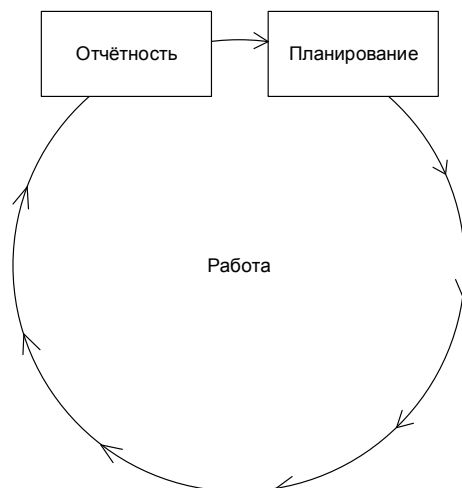 Отчётность
Планирование
Работа